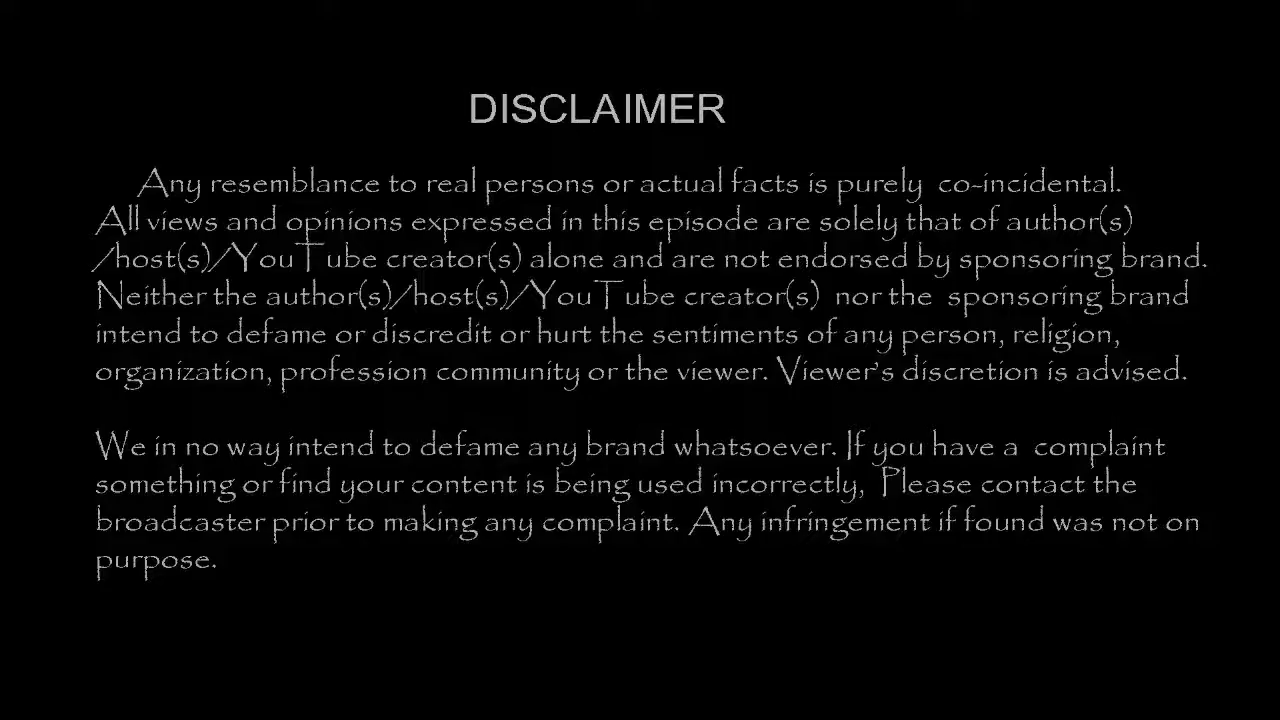 DISCLAIMER
Any resemblance to real persons or actual facts is purely co-incidental.
All views and opinions expressed in this episode are solely that of author(s)
/host(s)/YouTube creator(s) alone and are not endorsed by sponsoring brand.
Neither the author(s)/host(s)/YouTube creator(s) nor the sponsoring brand
intend to defame or discredit or hurt the sentiments of any person, religion,
organization, profession community or the viewer. Viewer's discretion is advised.
We in no way intend to defame any brand whatsoever. If you have a complaint
something or find your content is being used incorrectly, Please contact the
broadcaster prior to making any complaint. Any infringement if found was not on
purpose.